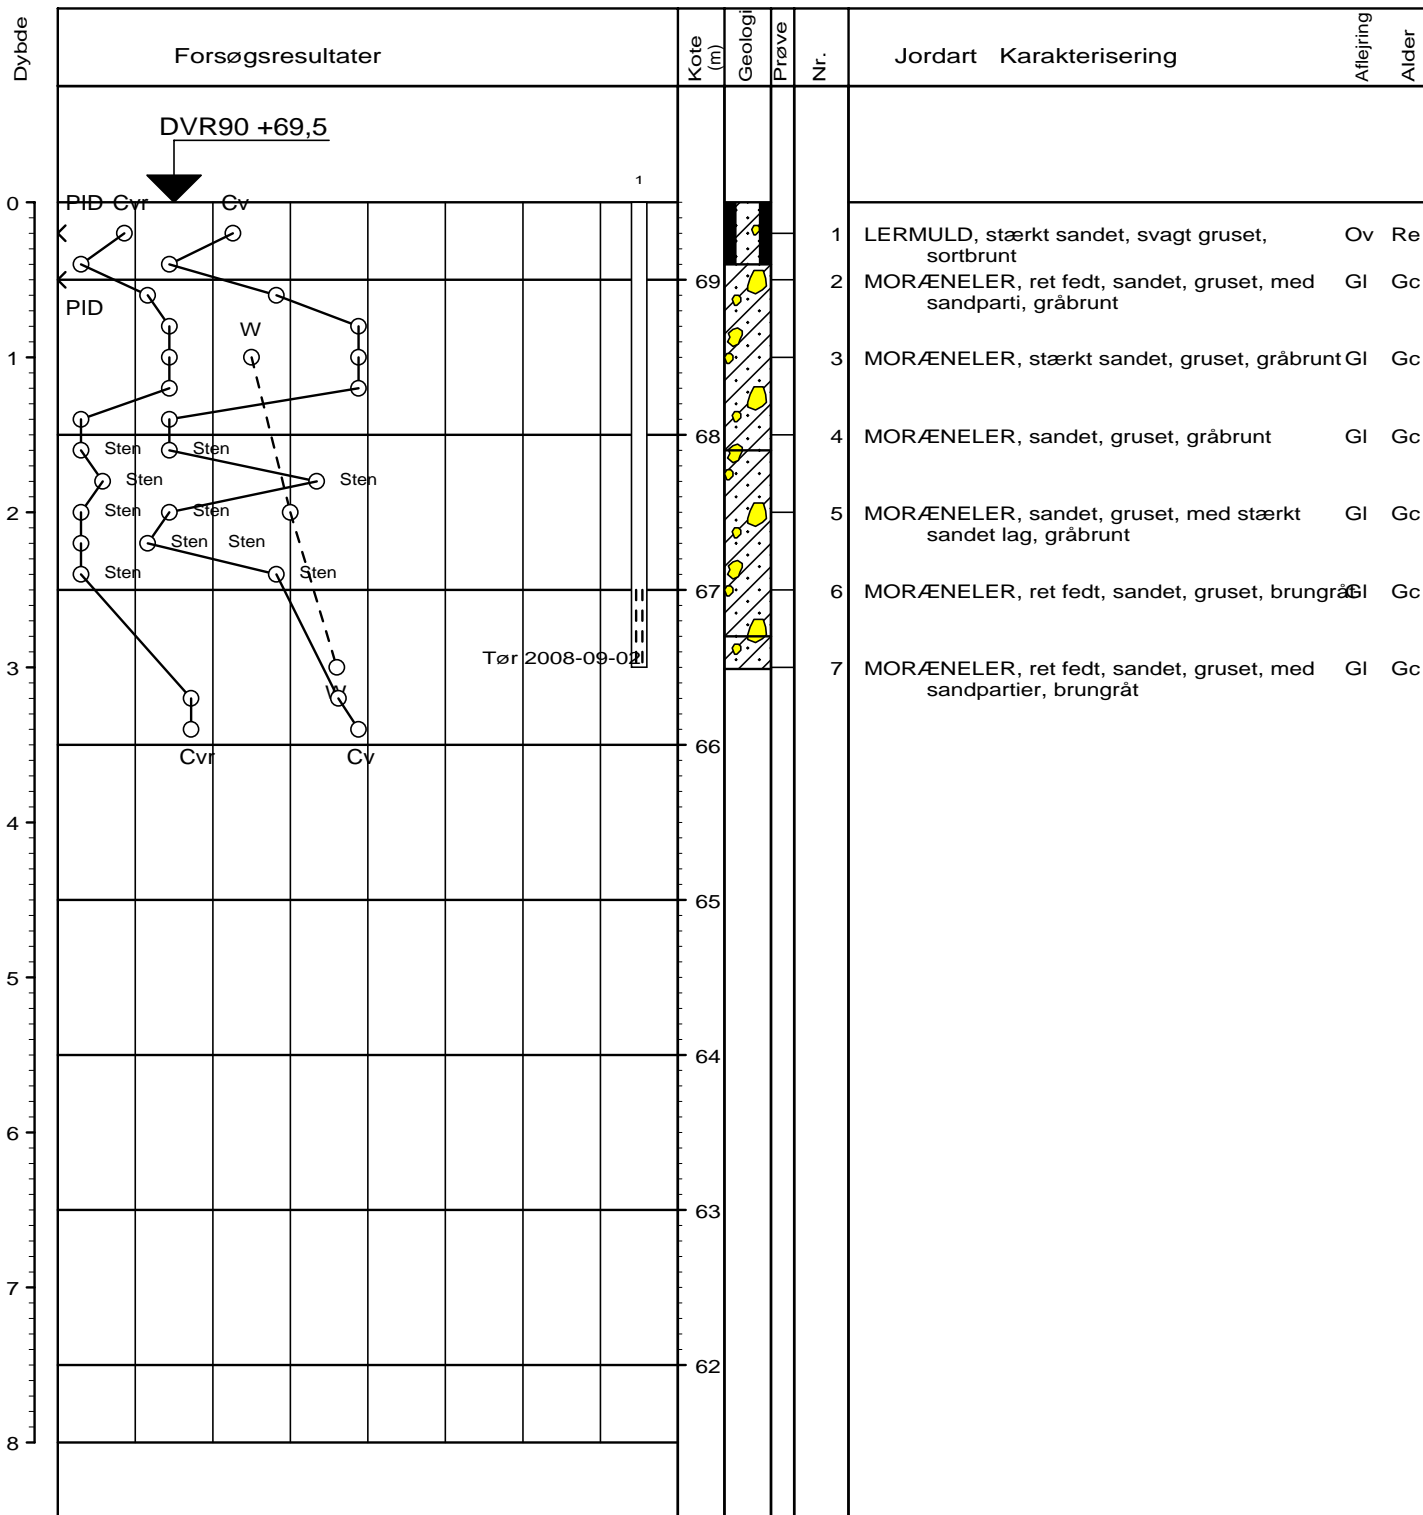 Dybde
Forsøgsresultater
Kote
(m)
Geologi
Prøve
Nr.
Jordart Karakterisering
Aflejring
Alder
DVR90 +69,5
1
0
PID Cvr Cv
1 LERMULD, stærkt sandet, svagt gruset, Ov Re
sortbrunt
69
2 MORÆNELER, ret fedt, sandet, gruset, med Gl Gc
sandparti, gråbrunt
PID
W
1
3 MORÆNELER, stærkt sandet, gruset, gråbrunt Gl Gc
68
4 MORÆNELER, sandet, gruset, gråbrunt Gl Gc
Sten Sten
Sten Sten
2
Sten Sten
5 MORÆNELER, sandet, gruset, med stærkt Gl Gc
sandet lag, gråbrunt
Sten Sten
Sten Sten
67
6 MORÆNELER, ret fedt, sandet, gruset, brungråt Gl Gc
Tør 2008-09-02
3
7 MORÆNELER, ret fedt, sandet, gruset, med Gl Gc
sandpartier, brungråt
W
66
Cvr Cv
4
65
5
64
6
63
7
62
8